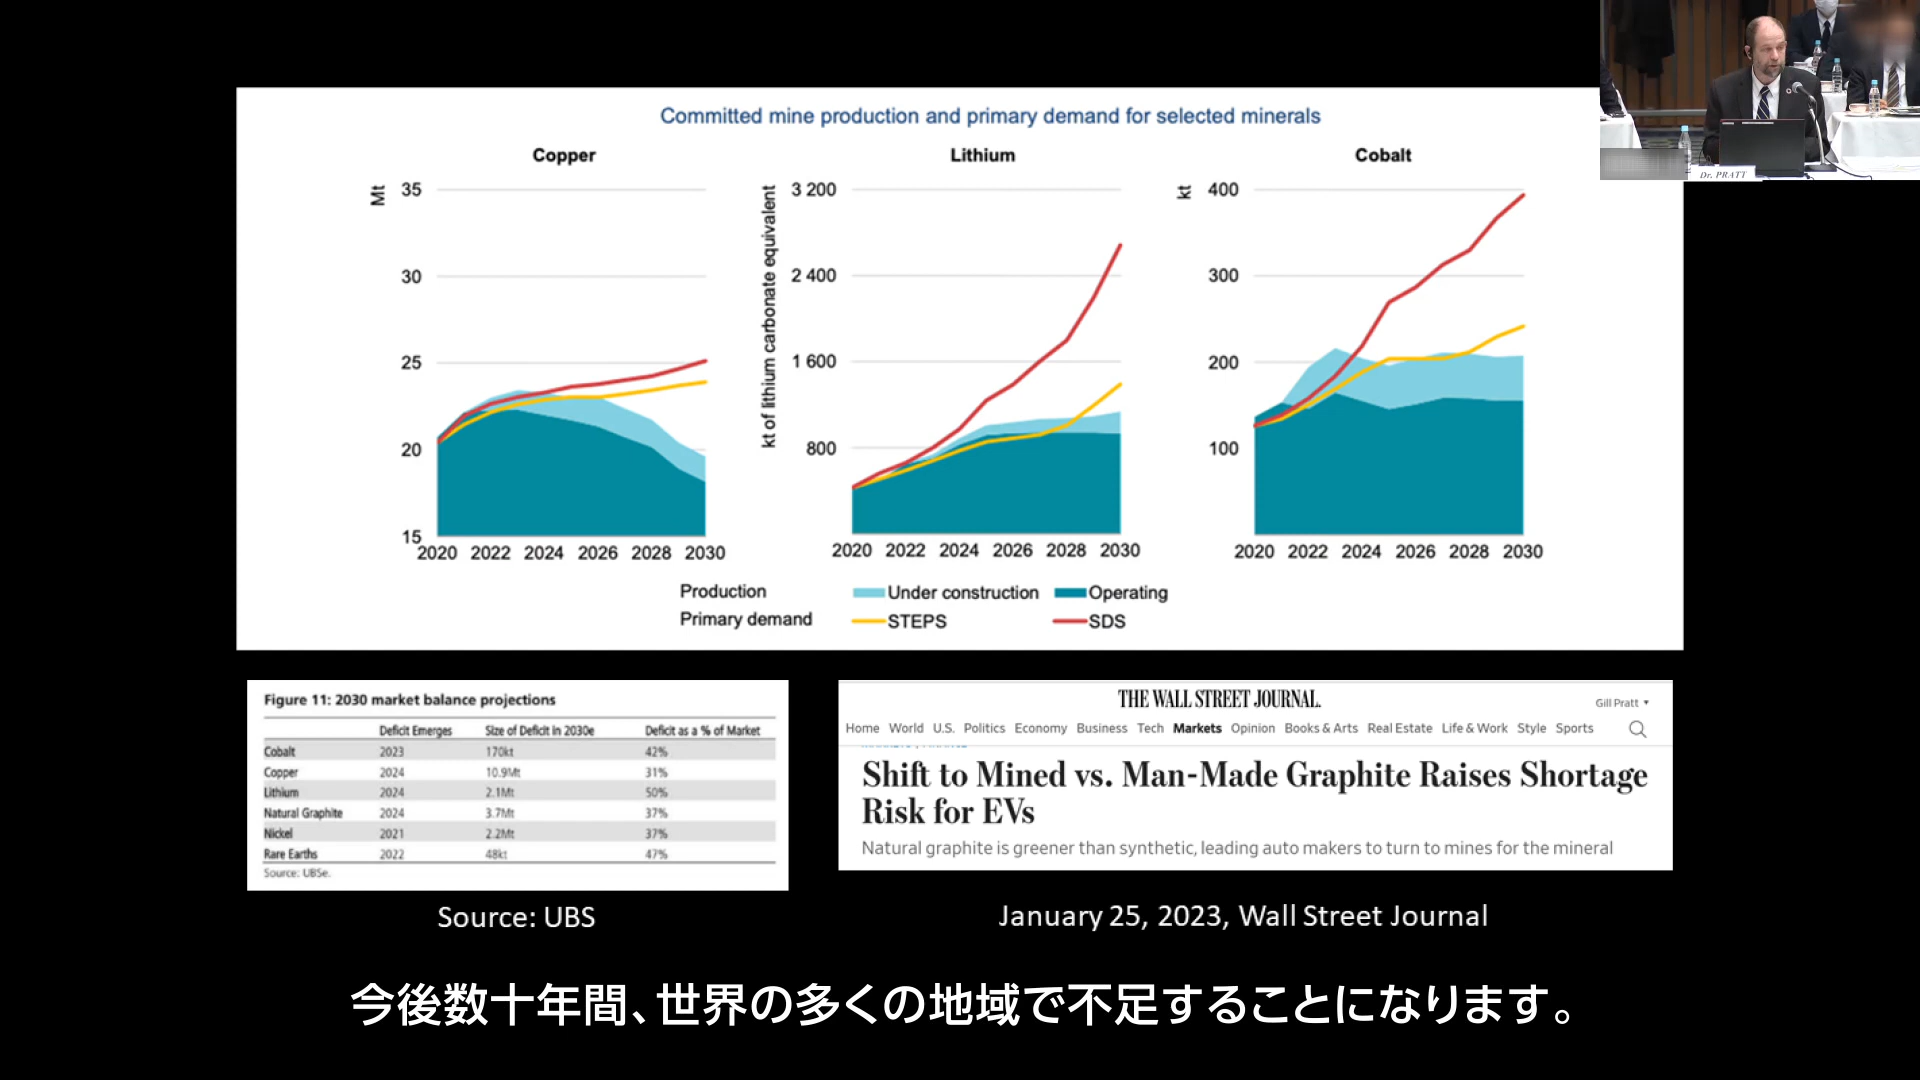 Dr. PRATT
Committed mine production and primary demand for selected minerals
Copper
Mt
35
30
25
20
15
2020 2022 2024 2026 2028 2030
Lithium
kt of lithium carbonate equivalent
3 200
2 400
1 600
800
2020 2022 2024 2026 2028 2030
Cobalt
kt
400
300
200
100
2020 2022 2024 2026 2028 2030
Production Under construction Operating
Primary demand STEPS SDS
Figure 11: 2030 market balance projections
Deficit Emerges Size of Deficit in 2030e Deficit as a % of Market
Cobalt 2023 170kt 42%
Copper 2024 10.9Mt 31%
Lithium 2024 2.1Mt 50%
Natural Graphite 2024 3.7Mt 37%
Nickel 2021 2.2Mt 37%
Rare Earths 2022 48kt 47%
Source: UBSe.
Source: UBS
THE WALL STREET JOURNAL.
Gill Pratt
Home World U.S. Politics Economy Business Tech Markets Opinion Books & Arts Real Estate Life & Work Style Sports
Shift to Mined vs. Man-Made Graphite Raises Shortage
Risk for EVs
Natural graphite is greener than synthetic, leading auto makers to turn to mines for the mineral
January 25, 2023, Wall Street Journal
今後数十年間、世界の多くの地域で不足することになります。